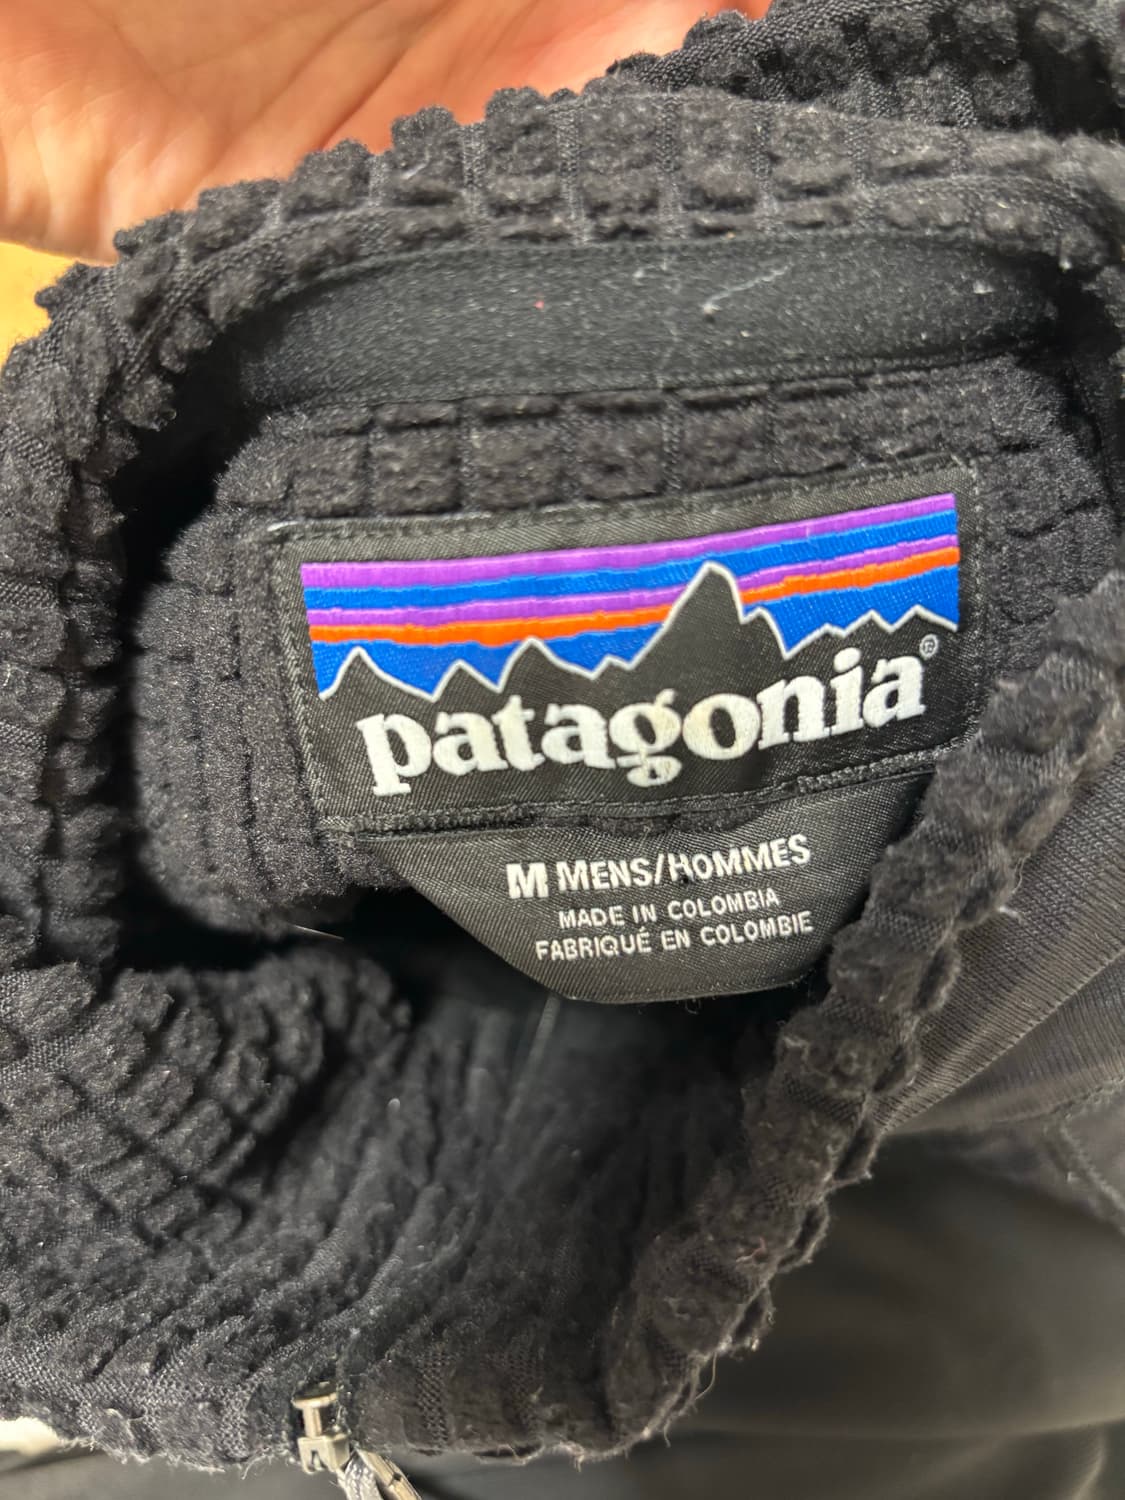 patagonia®
M MENS/HOMMES
MADE IN COLOMBIA
FABRIQUÉ EN COLOMBIE